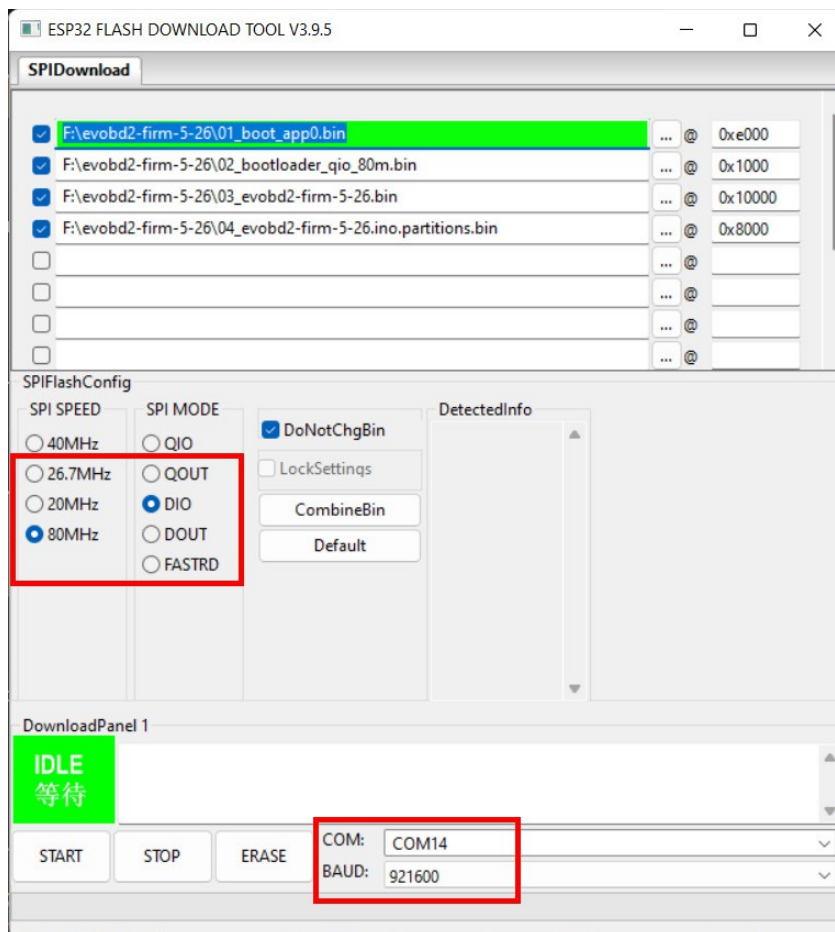 ESP32 FLASH DOWNLOAD TOOL V3.9.5
SPIDownload
F:\evobd2-firm-5-26\01_boot_app0.bin ... @ 0xe000
F:\evobd2-firm-5-26\02_bootloader_qio_80m.bin ... @ 0x1000
F:\evobd2-firm-5-26\03_evobd2-firm-5-26.bin ... @ 0x10000
F:\evobd2-firm-5-26\04_evobd2-firm-5-26.ino.partitions.bin ... @ 0x8000
... @
... @
... @
... @
SPIFlashConfig
SPI SPEED
40MHz
26.7MHz
20MHz
80MHz
SPI MODE
QIO
QOUT
DIO
DOUT
FASTRD
DoNotChgBin
LockSettings
CombineBin
Default
DetectedInfo
DownloadPanel 1
IDLE
等待
START STOP ERASE
COM: COM14
BAUD: 921600